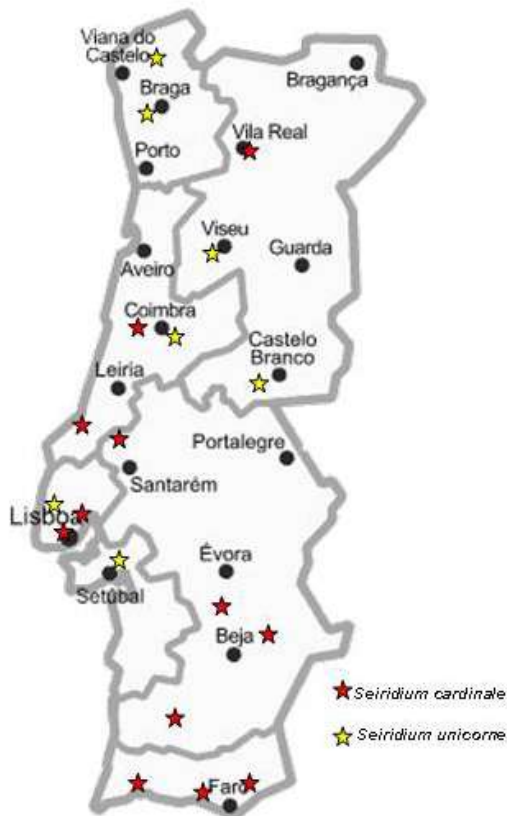 Viana do
Castelo
Bragança
Braga
Vila Real
Porto
Viseu
Guarda
Aveiro
Coimbra
Castelo
Branco
Leiria
Portalegre
Santarém
Lisboa
Évora
Setúbal
Beja
Seiridium cardinale
Seiridium unicorne
Faro